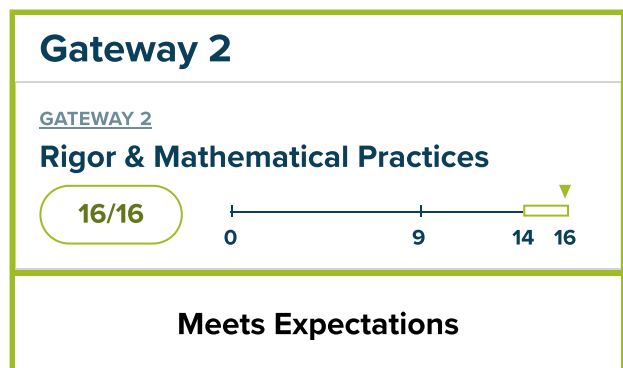 Gateway 2
GATEWAY 2
Rigor & Mathematical Practices
16/16
0 9 14 16
Meets Expectations